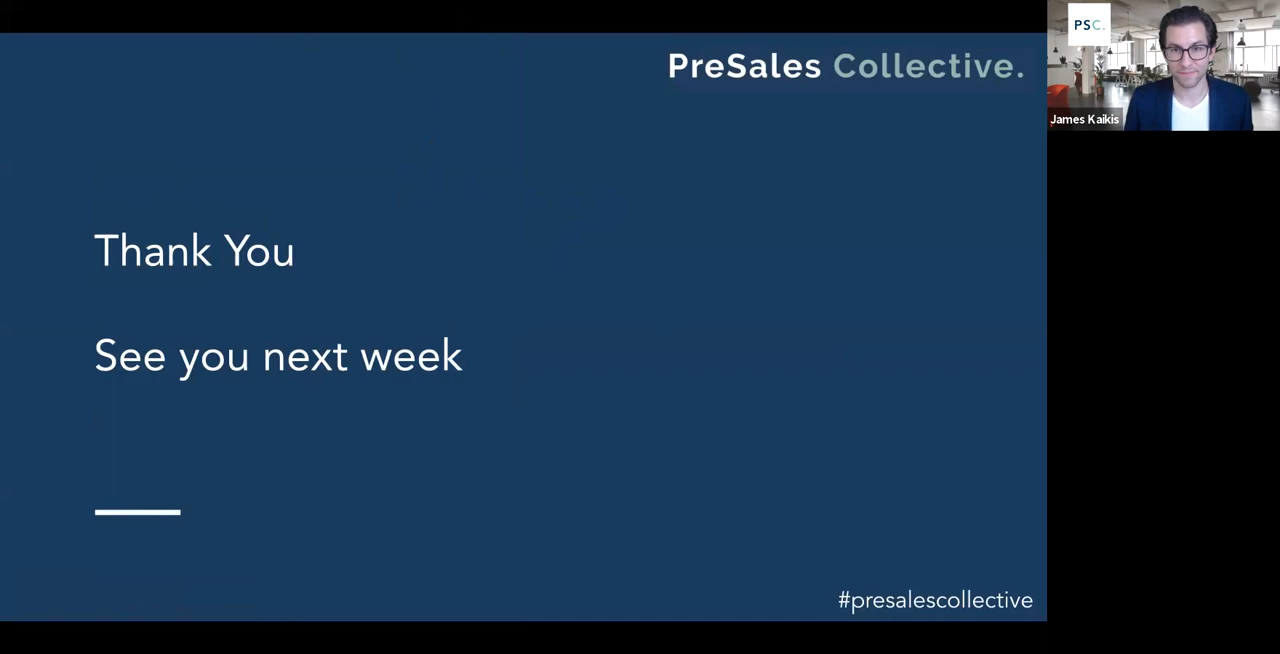 PreSales Collective.
PSC.
James Kaikis
Thank You
See you next week
#presalescollective